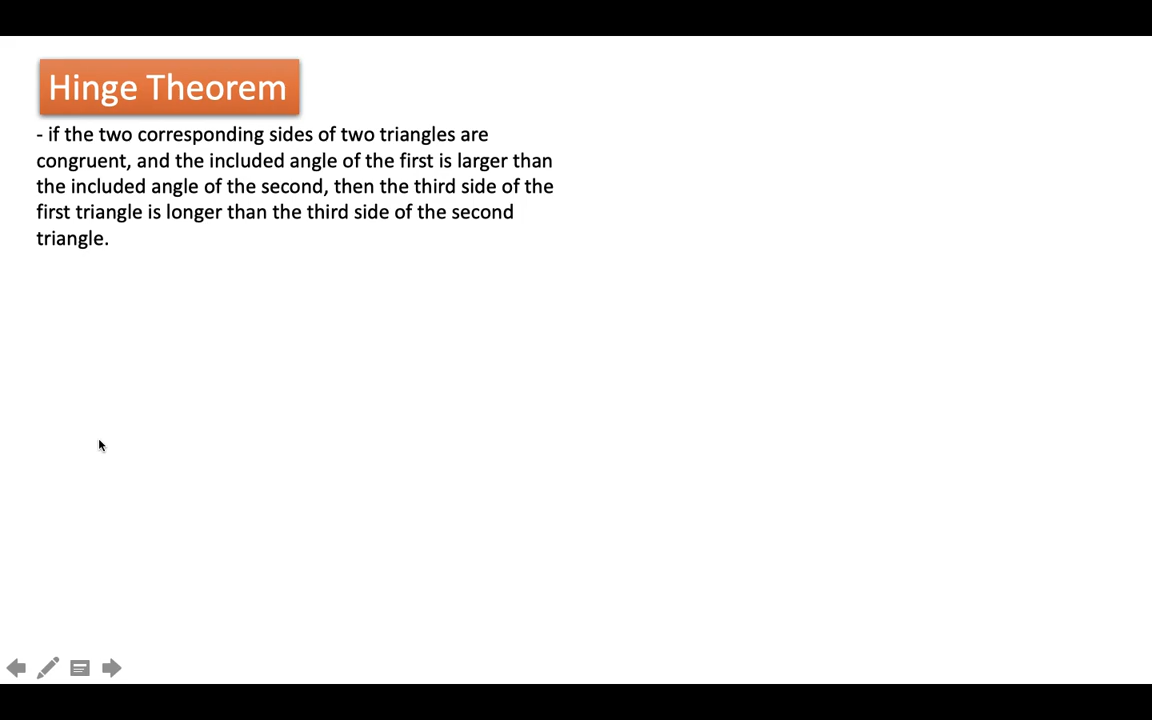 Hinge Theorem
- if the two corresponding sides of two triangles are
congruent, and the included angle of the first is larger than
the included angle of the second, then the third side of the
first triangle is longer than the third side of the second
triangle.